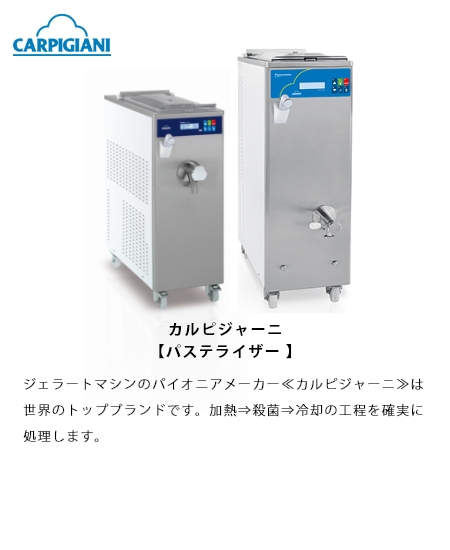 CARPIGIANI
カルピジャーニ
【パステライザー 】
ジェラートマシンのパイオニアメーカー≪カルピジャーニ≫は
世界のトップブランドです。加熱⇒殺菌⇒冷却の工程を確実に
処理します。